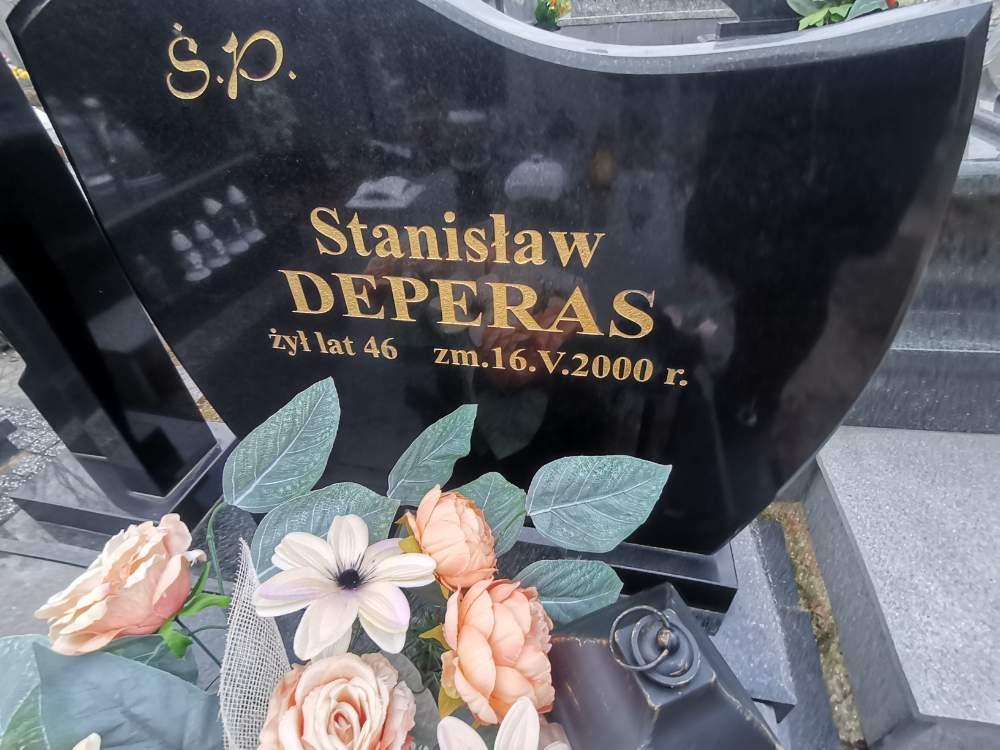 Ś.P.
Stanisław
DEPERAS
żył lat 46 zm.16.V.2000 r.